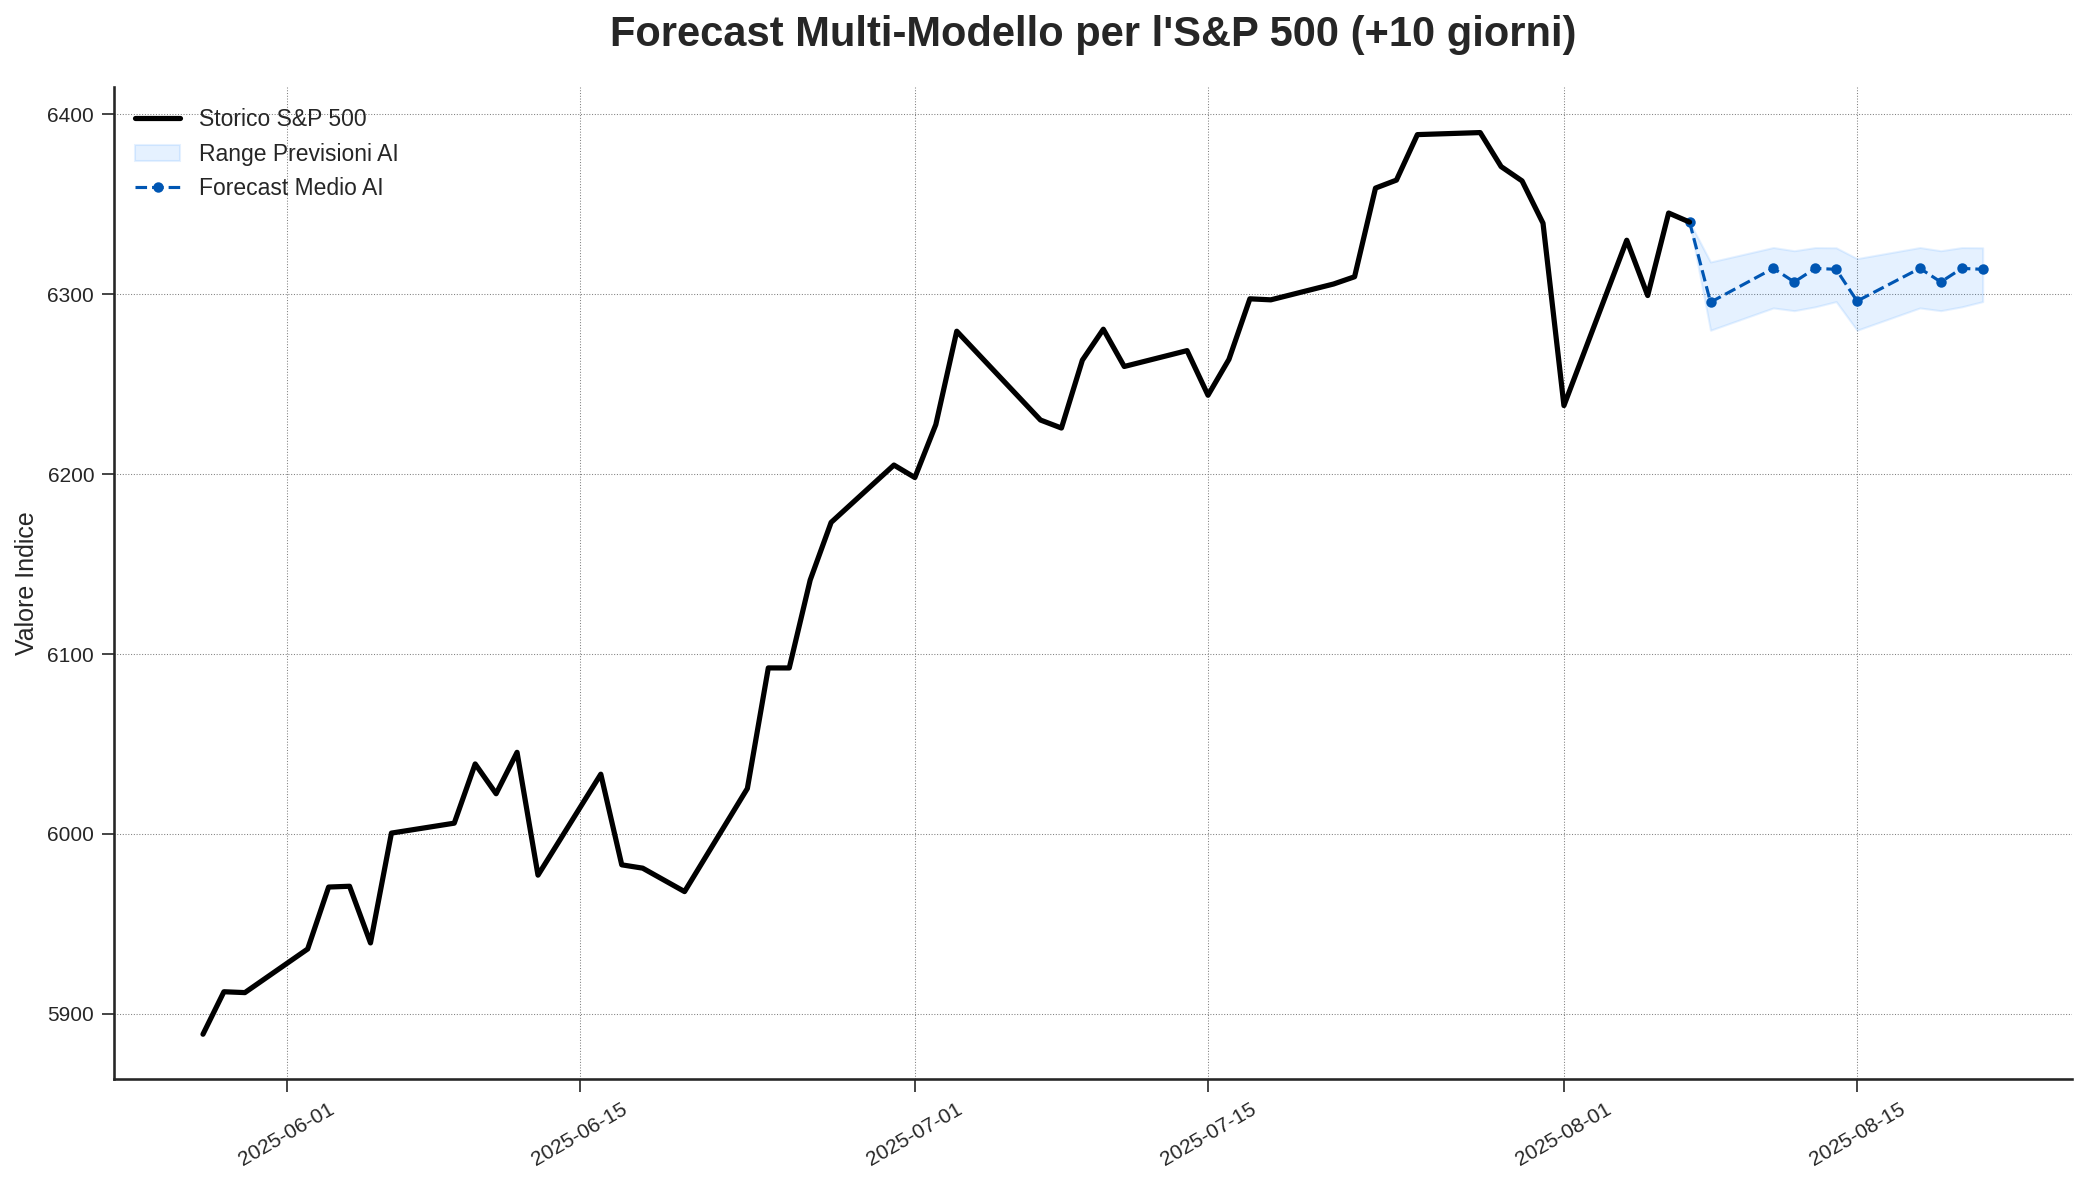 Forecast Multi-Modello per l'S&P 500 (+10 giorni)
Storico S&P 500
Range Previsioni AI
Forecast Medio AI
Valore Indice
6400
6300
6200
6100
6000
5900
2025-06-01
2025-06-15
2025-07-01
2025-07-15
2025-08-01
2025-08-15